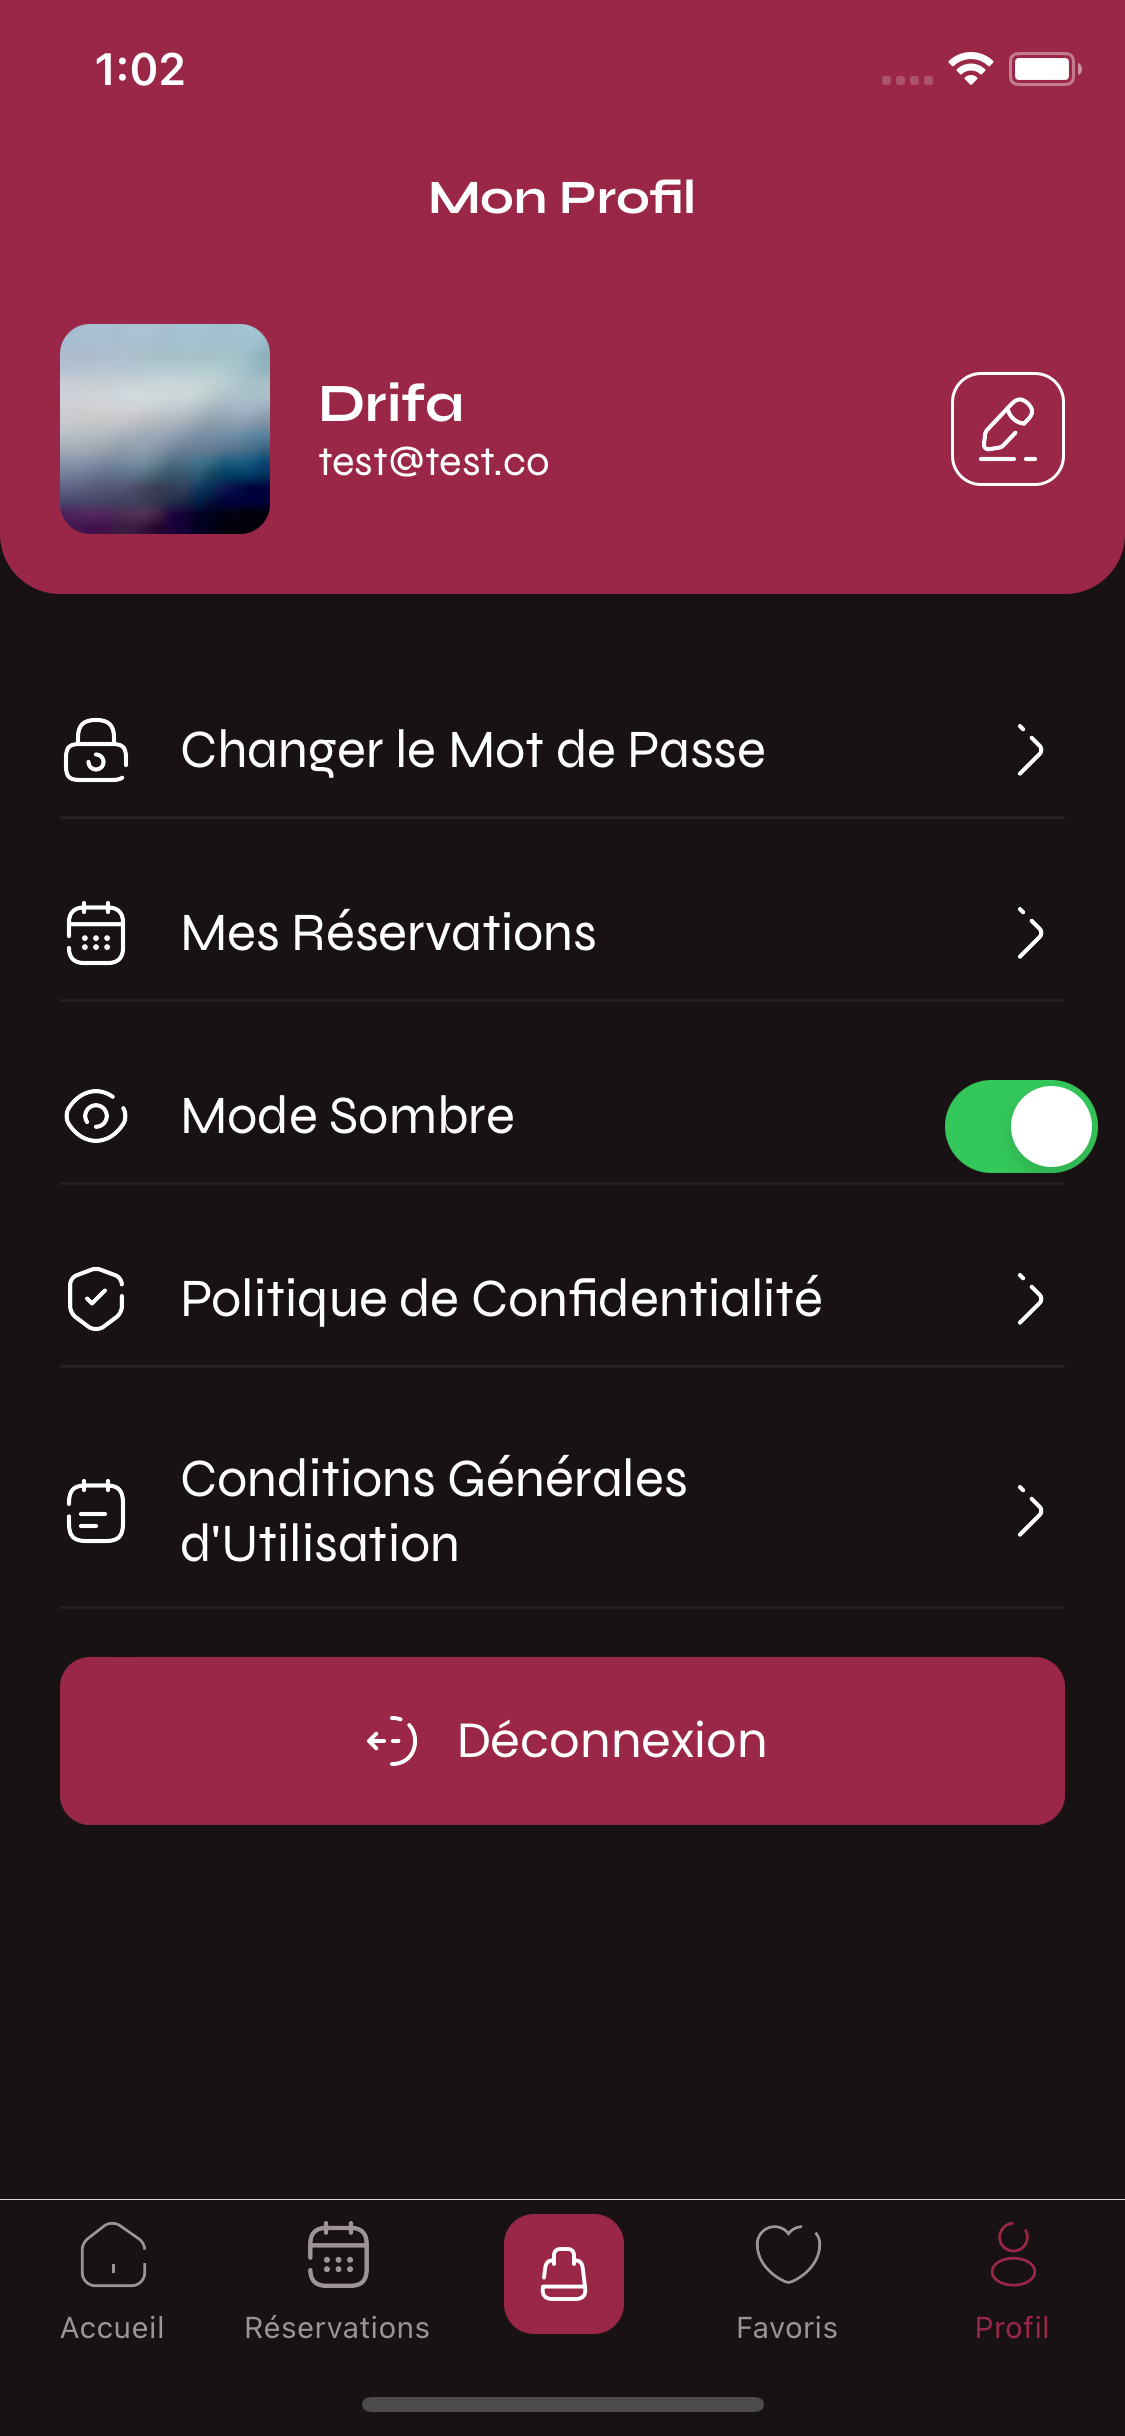 1:02
Mon Profil
Drifa
test@test.co
Changer le Mot de Passe
Mes Réservations
Mode Sombre
Politique de Confidentialité
Conditions Générales
d'Utilisation
Déconnexion
Accueil
Réservations
Favoris
Profil